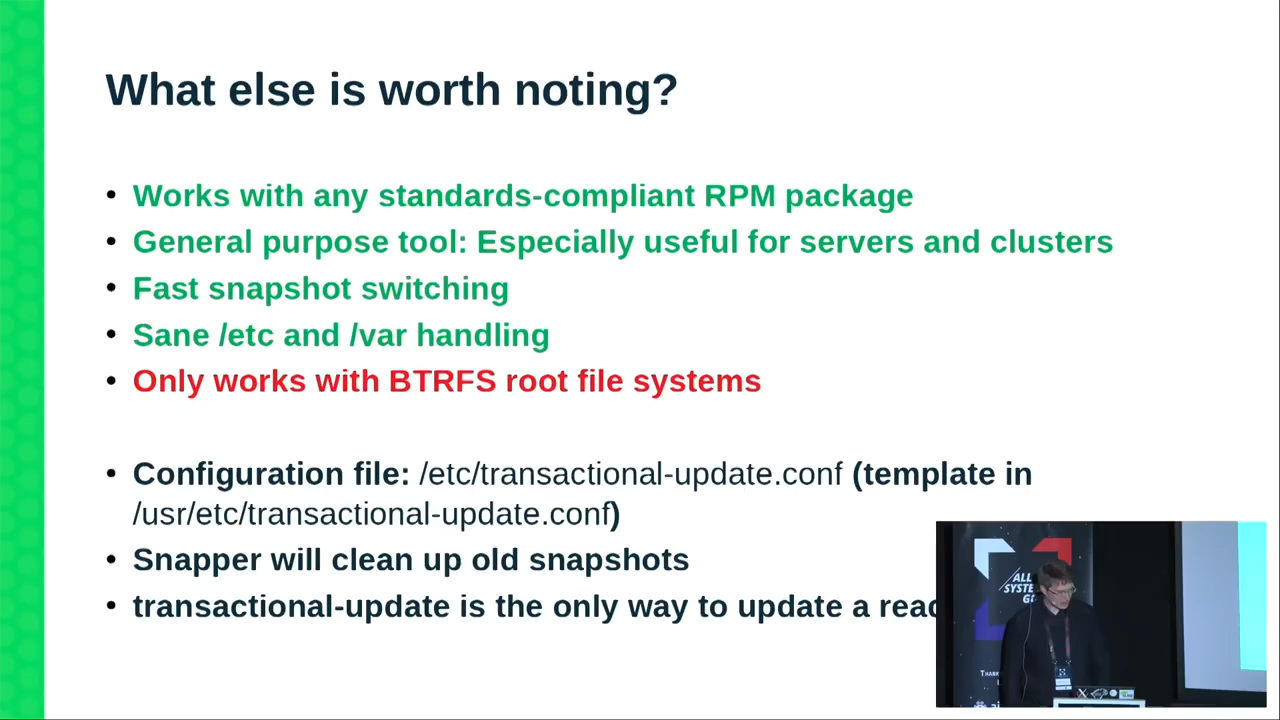 What else is worth noting?
• Works with any standards-compliant RPM package
• General purpose tool: Especially useful for servers and clusters
• Fast snapshot switching
• Sane /etc and /var handling
• Only works with BTRFS root file systems
• Configuration file: /etc/transactional-update.conf (template in
/usr/etc/transactional-update.conf)
• Snapper will clean up old snapshots
• transactional-update is the only way to update a
ALL